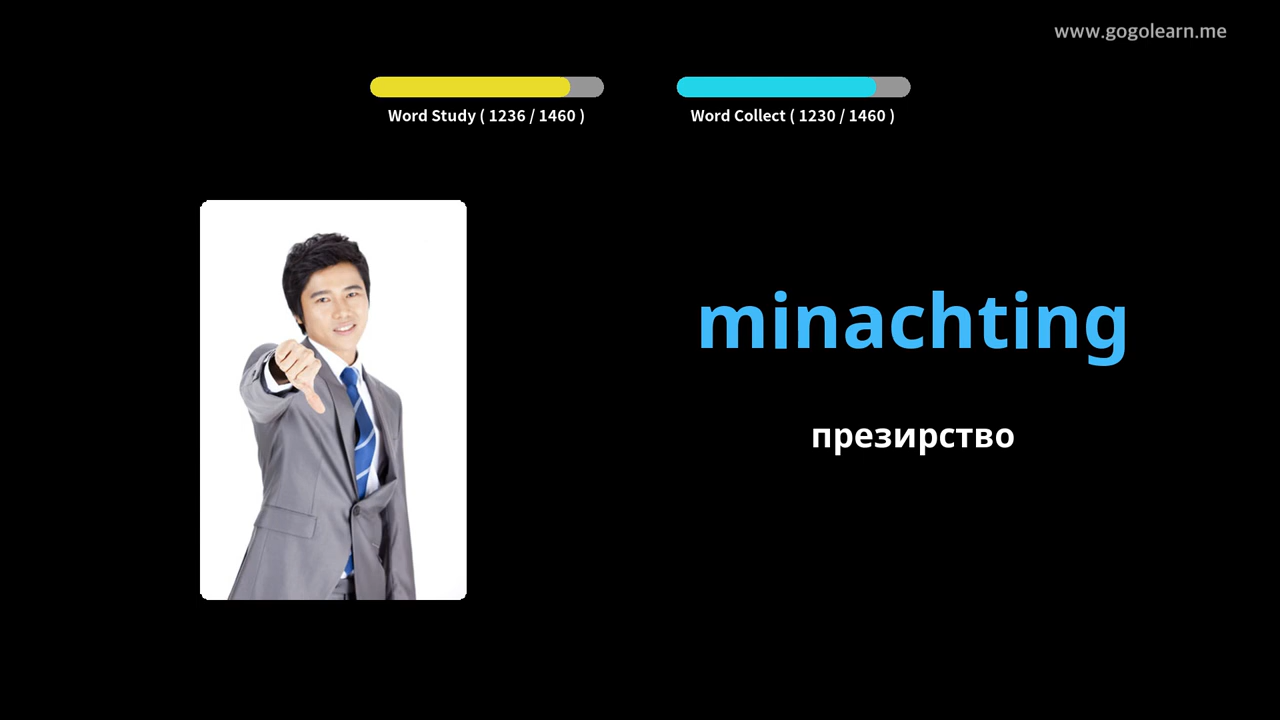 www.gogolearn.me
Word Study ( 1236 / 1460 )
Word Collect ( 1230 / 1460 )
minachting
презирство